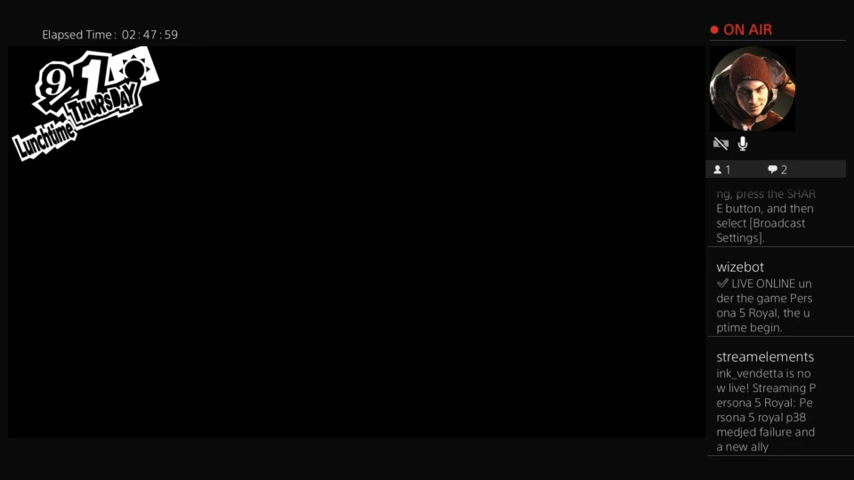 Elapsed Time: 02:47:59
9/1
THURSDAY
Lunchtime
ON AIR
1
2
ng, press the SHAR
E button, and then
select [Broadcast
Settings].
wizebot
✓ LIVE ONLINE un
der the game Pers
ona 5 Royal, the u
ptime begin.
streamelements
ink_vendetta is no
w live! Streaming P
ersona 5 Royal: Pe
rsona 5 royal p38
medjed failure and
a new ally